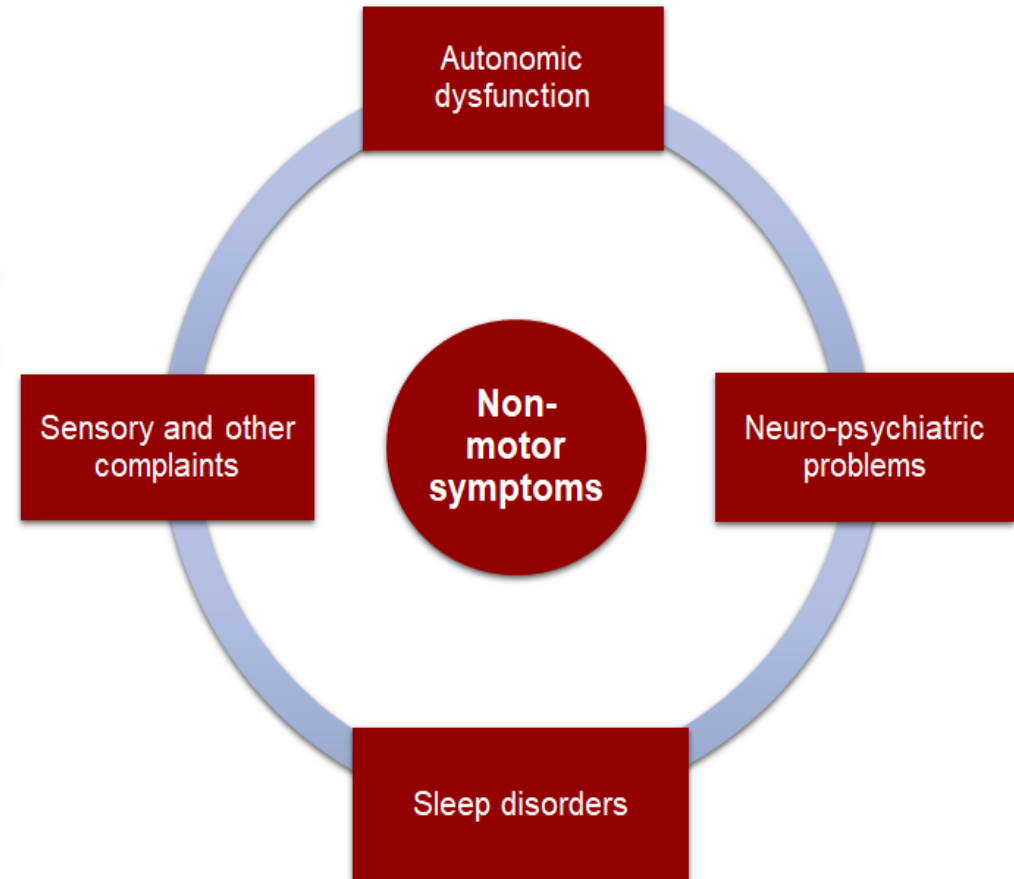 Autonomic
dysfunction
Sensory and other
complaints
Non-
motor
symptoms
Neuro-psychiatric
problems
Sleep disorders